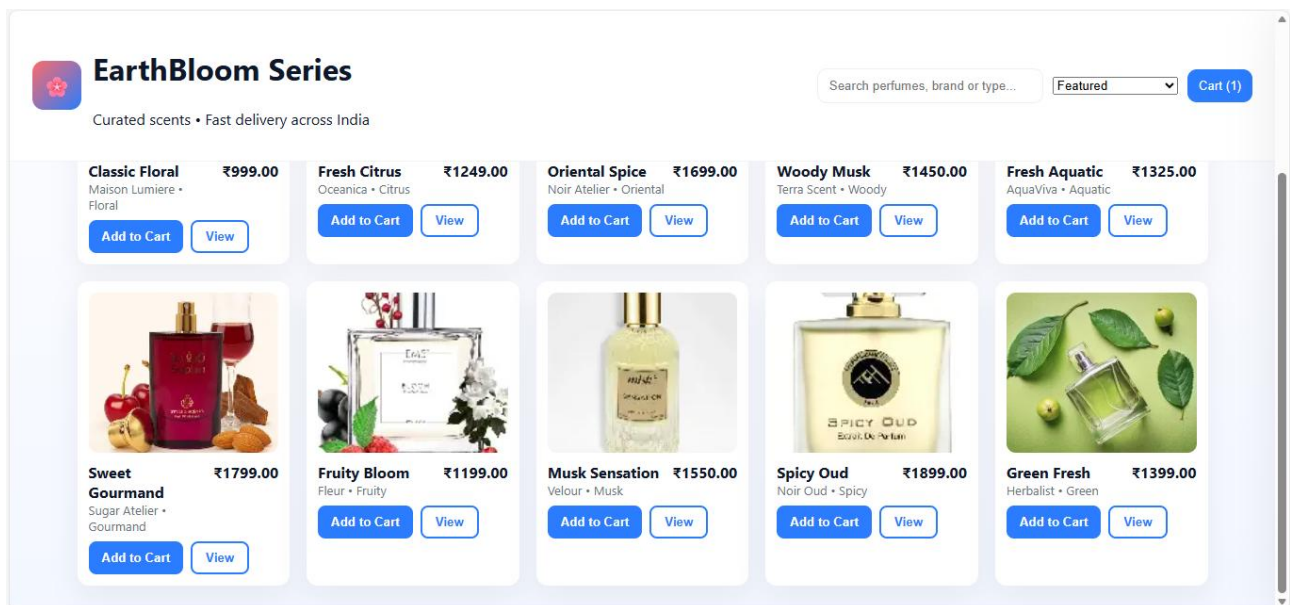 EarthBloom Series
Curated scents • Fast delivery across India
Search perfumes, brand or type...
Featured
Cart (1)
Classic Floral ₹999.00
Maison Lumiere •
Floral
Add to Cart View
Fresh Citrus ₹1249.00
Oceanica • Citrus
Add to Cart View
Oriental Spice ₹1699.00
Noir Atelier • Oriental
Add to Cart View
Woody Musk ₹1450.00
Terra Scent • Woody
Add to Cart View
Fresh Aquatic ₹1325.00
AquaViva • Aquatic
Add to Cart View
Sweet ₹1799.00
Gourmand
Sugar Atelier •
Gourmand
Add to Cart View
BLOOM
Fruity Bloom ₹1199.00
Fleur • Fruity
Add to Cart View
musk
SENSATION
Musk Sensation ₹1550.00
Velour • Musk
Add to Cart View
SPICY OUD
Extrait De Parfum
Spicy Oud ₹1899.00
Noir Oud • Spicy
Add to Cart View
Green Fresh ₹1399.00
Herbalist • Green
Add to Cart View